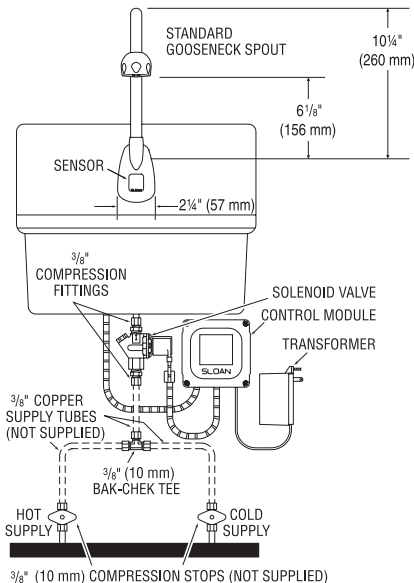 STANDARD
GOOSENECK SPOUT
10¼"
(260 mm)
6⅛"
(156 mm)
SENSOR
2¼" (57 mm)
3/8"
COMPRESSION
FITTINGS
SOLENOID VALVE
CONTROL MODULE
TRANSFORMER
SLOAN
3/8" COPPER
SUPPLY TUBES
(NOT SUPPLIED)
3/8" (10 mm)
BAK-CHEK TEE
HOT
SUPPLY
COLD
SUPPLY
3/8" (10 mm) COMPRESSION STOPS (NOT SUPPLIED)